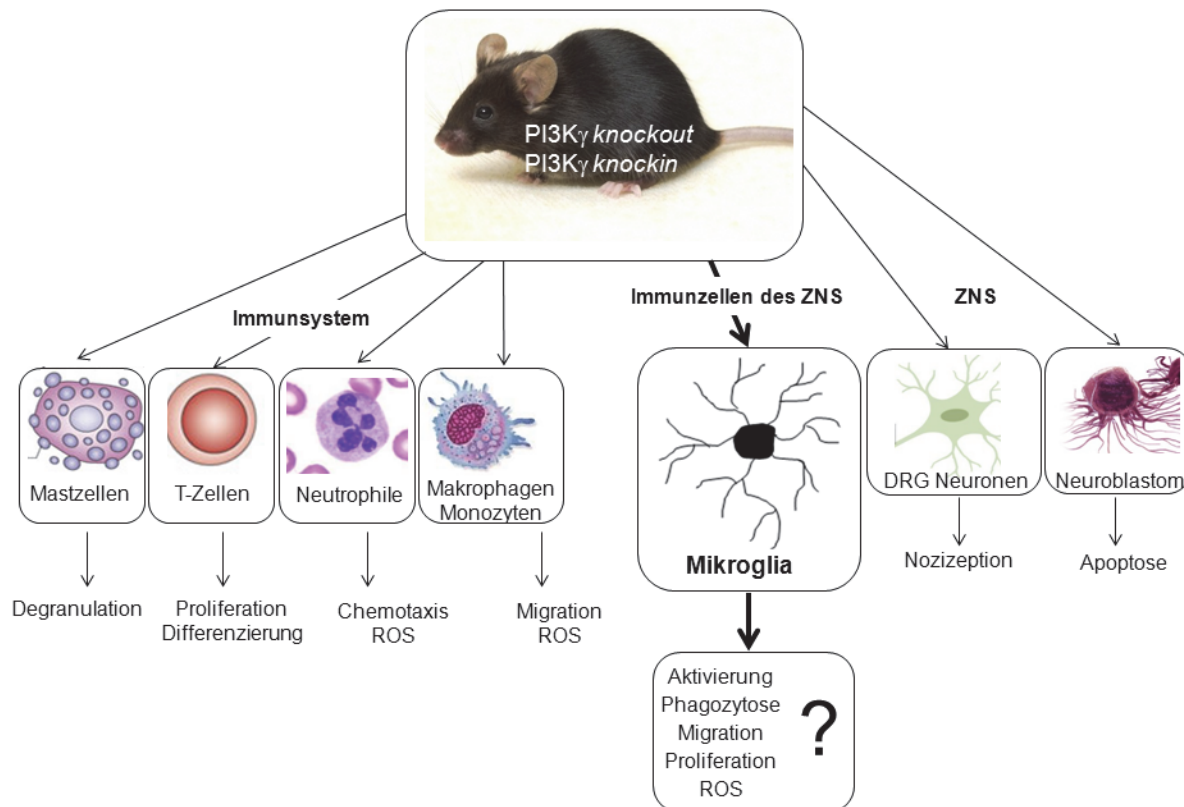 PI3Kγ knockout
PI3Kγ knockin
Immunsystem
Immunzellen des ZNS
ZNS
Mastzellen
T-Zellen
Neutrophile
Makrophagen
Monozyten
Mikroglia
DRG Neuronen
Neuroblastom
Degranulation
Proliferation
Differenzierung
Chemotaxis
ROS
Migration
ROS
Nozizeption
Apoptose
Aktivierung
Phagozytose
Migration
Proliferation
ROS
?